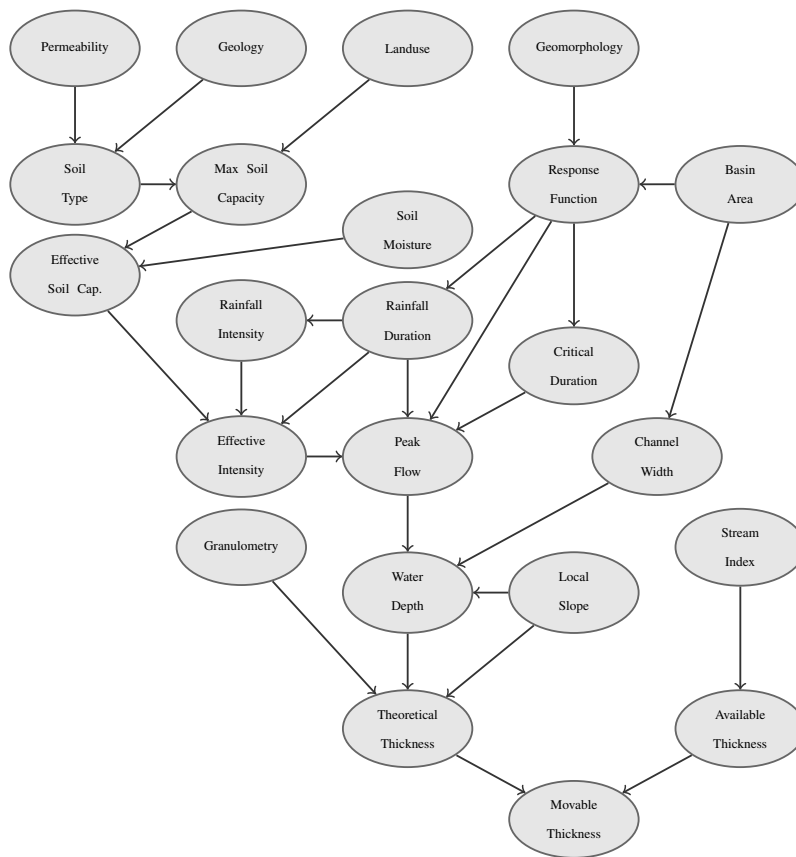 Permeability
Geology
Landuse
Geomorphology
Soil
Type
Max Soil
Capacity
Response
Function
Basin
Area
Soil
Moisture
Effective
Soil Cap.
Rainfall
Intensity
Rainfall
Duration
Critical
Duration
Effective
Intensity
Peak
Flow
Channel
Width
Granulometry
Stream
Index
Water
Depth
Local
Slope
Theoretical
Thickness
Available
Thickness
Movable
Thickness